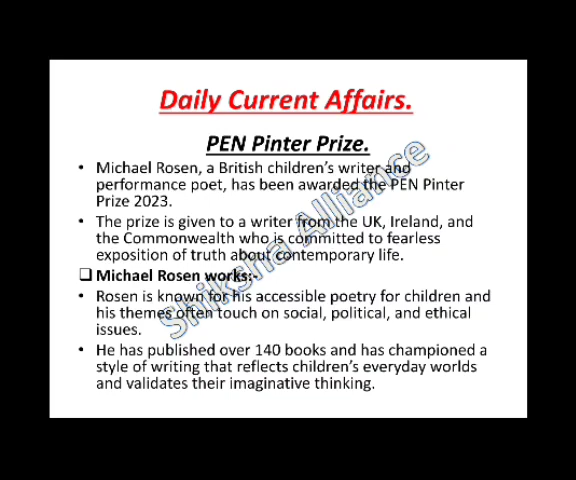 Daily Current Affairs.
PEN Pinter Prize.
• Michael Rosen, a British children's writer and
performance poet, has been awarded the PEN Pinter
Prize 2023.
• The prize is given to a writer from the UK, Ireland, and
the Commonwealth who is committed to fearless
exposition of truth about contemporary life.
❑ Michael Rosen works:-
• Rosen is known for his accessible poetry for children and
his themes often touch on social, political, and ethical
issues.
• He has published over 140 books and has championed a
style of writing that reflects children's everyday worlds
and validates their imaginative thinking.
Shiksha Alliance